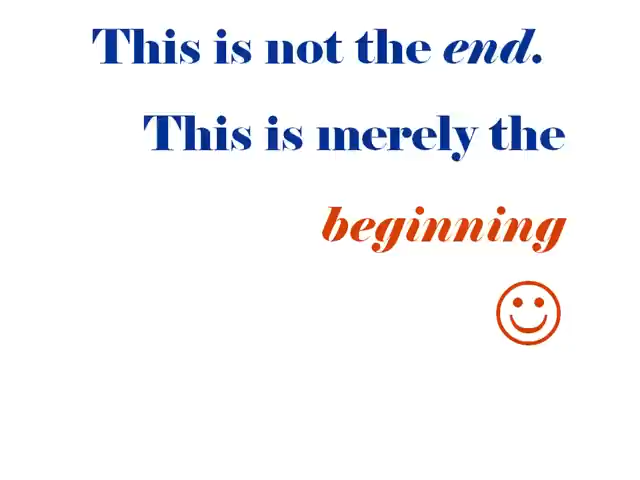 This is not the end.
This is merely the
beginning